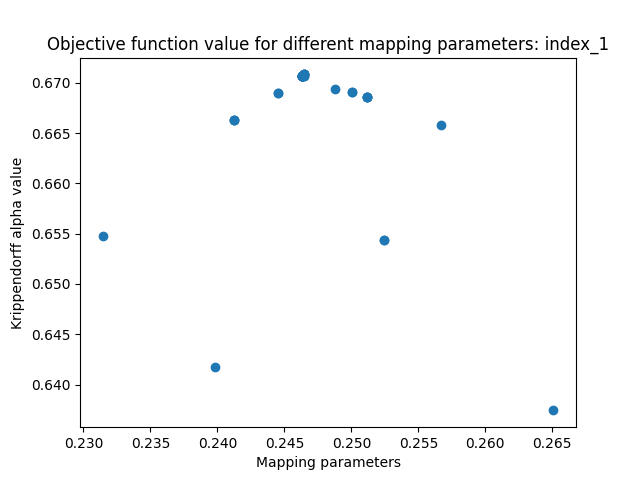 Objective function value for different mapping parameters: index_1
Krippendorff alpha value
0.670
0.665
0.660
0.655
0.650
0.645
0.640
0.230 0.235 0.240 0.245 0.250 0.255 0.260 0.265
Mapping parameters